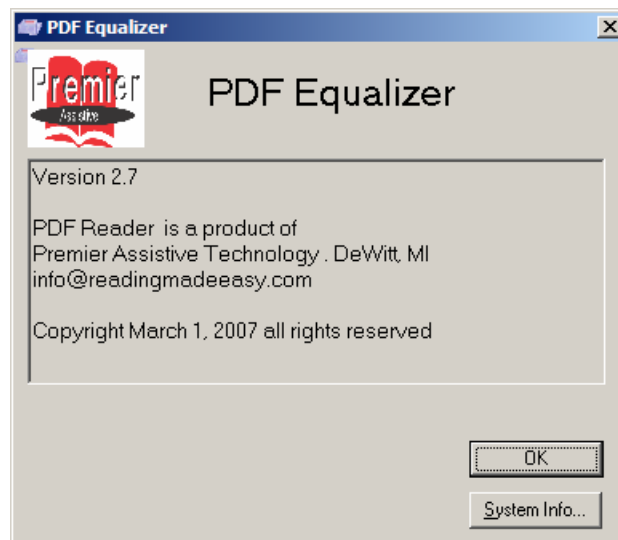 PDF Equalizer
Premier
Assistive
PDF Equalizer
Version 2.7
PDF Reader is a product of
Premier Assistive Technology . DeWitt, MI
info@readingmadeeasy.com
Copyright March 1, 2007 all rights reserved
OK
System Info...